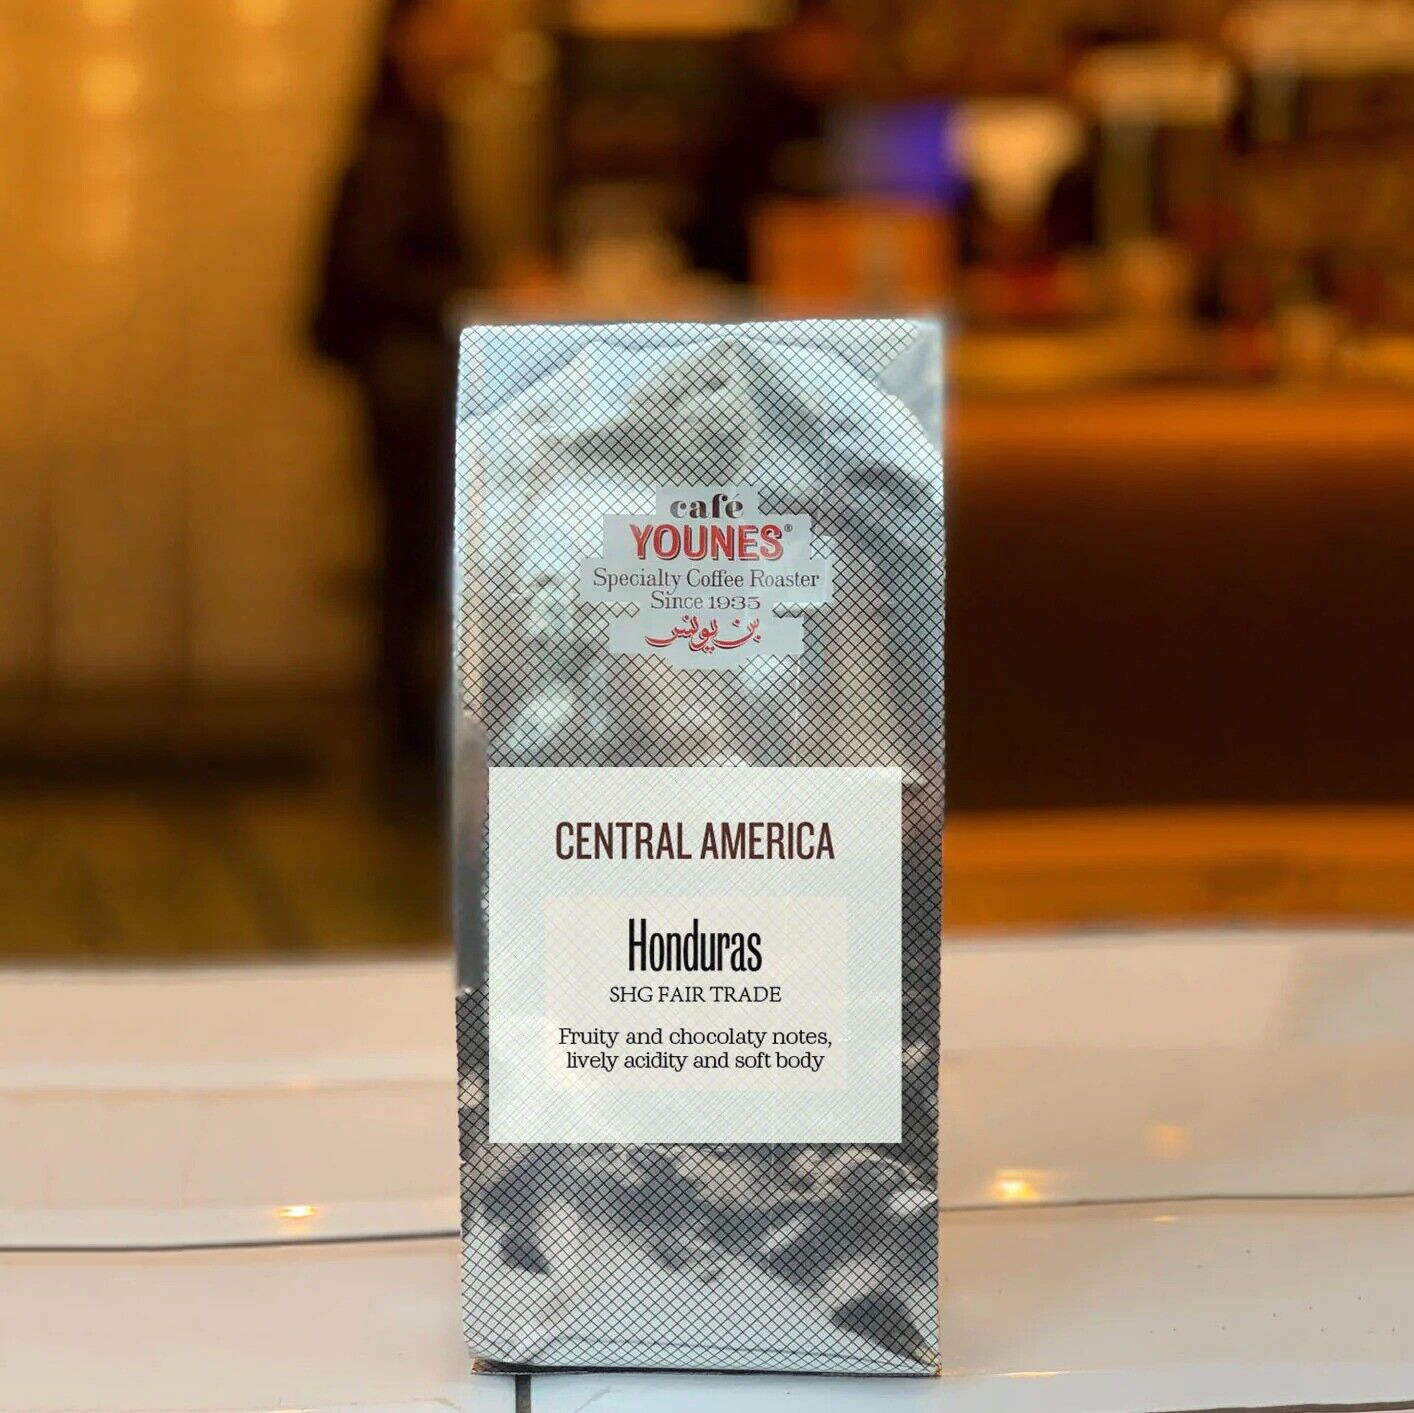 café
YOUNES®
Specialty Coffee Roaster
Since 1935
بن يونس
CENTRAL AMERICA
Honduras
SHG FAIR TRADE
Fruity and chocolaty notes,
lively acidity and soft body